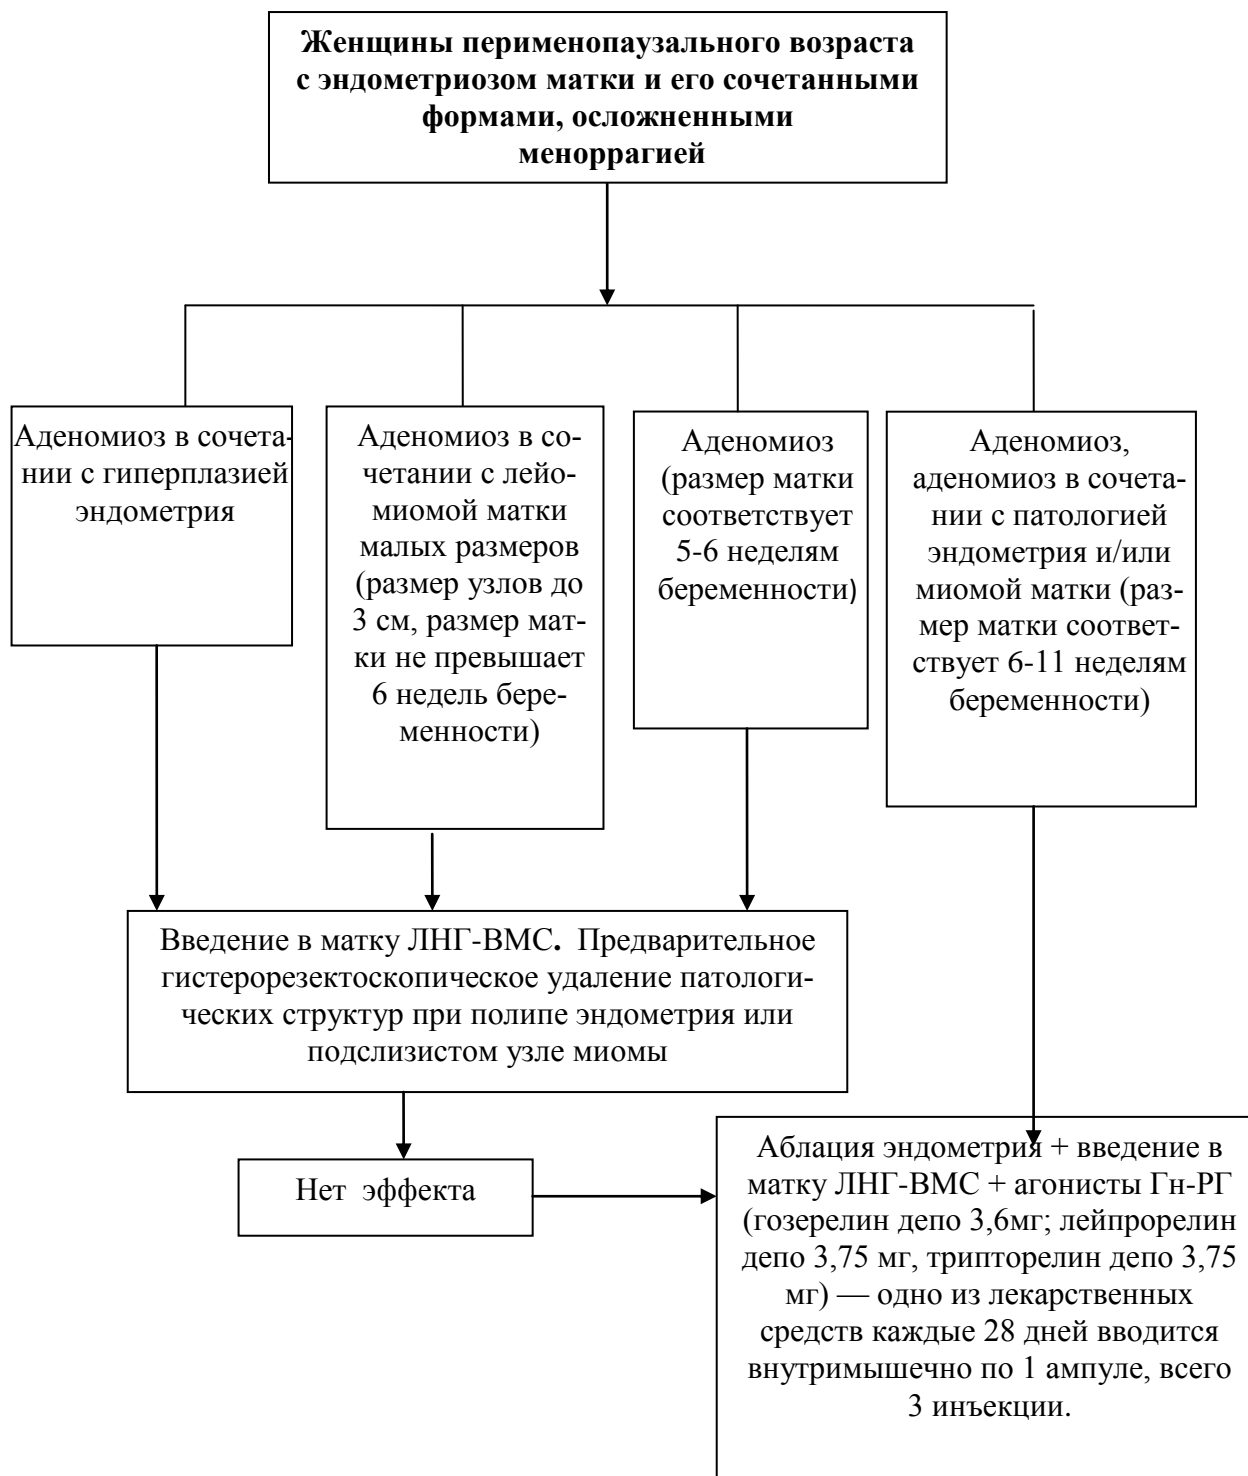 Женщины перименопаузального возраста
с эндометриозом матки и его сочетанными
формами, осложненными
меноррагией
Аденомиоз в сочета-
нии с гиперплазией
эндометрия
Аденомиоз в со-
четании с лейо-
миомой матки
малых размеров
(размер узлов до
3 см, размер мат-
ки не превышает
6 недель бере-
менности)
Аденомиоз
(размер матки
соответствует
5-6 неделям
беременности)
Аденомиоз,
аденомиоз в сочета-
нии с патологией
эндометрия и/или
миомой матки (раз-
мер матки соответ-
ствует 6-11 неделям
беременности)
Введение в матку ЛНГ-ВМС. Предварительное
гистерорезектоскопическое удаление патологи-
ческих структур при полипе эндометрия или
подслизистом узле миомы
Нет эффекта
Аблация эндометрия + введение в
матку ЛНГ-ВМС + агонисты Гн-РГ
(гозерелин депо 3,6мг; лейпрорелин
депо 3,75 мг, трипторелин депо 3,75
мг) — одно из лекарственных
средств каждые 28 дней вводится
внутримышечно по 1 ампуле, всего
3 инъекции.